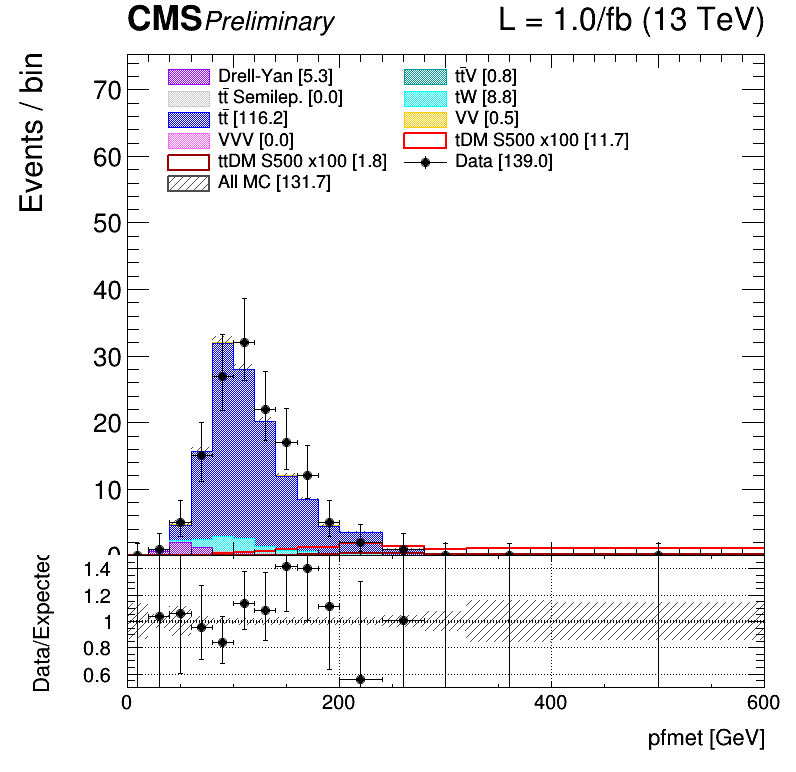 CMS Preliminary L = 1.0/fb (13 TeV)
Events / bin
Drell-Yan [5.3]
tt̄ Semilep. [0.0]
tt̄ [116.2]
VVV [0.0]
ttDM S500 x100 [1.8]
All MC [131.7]
tt̄V [0.8]
tW [8.8]
VV [0.5]
tDM S500 x100 [11.7]
Data [139.0]
70
60
50
40
30
20
10
0
Data/Expected
1.4
1.2
1
0.8
0.6
0 200 400 600
pfmet [GeV]